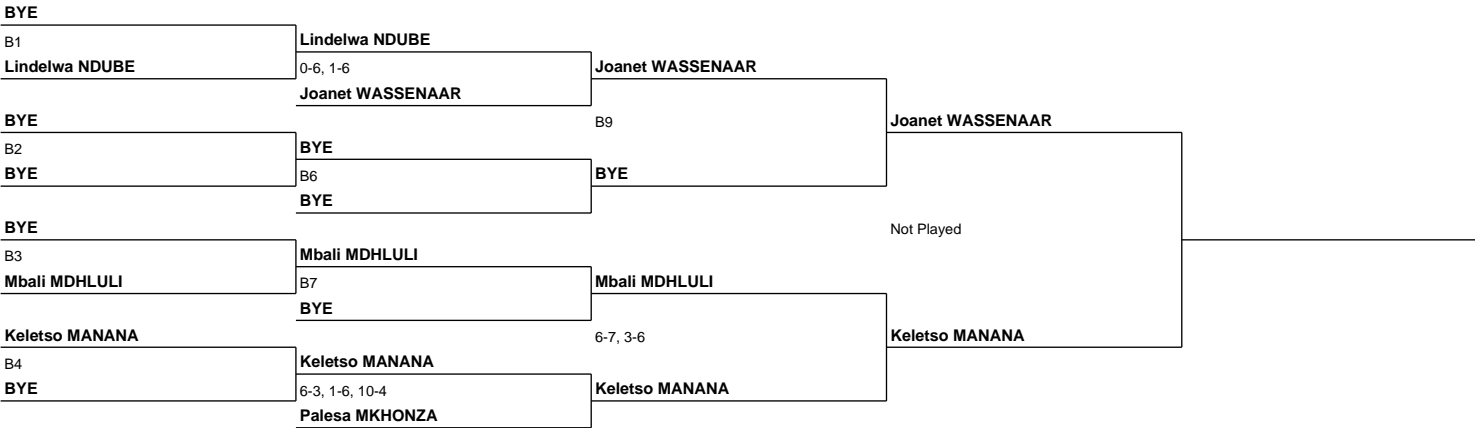 BYE
B1
Lindelwa NDUBE
Lindelwa NDUBE
0-6, 1-6
Joanet WASSENAAR
Joanet WASSENAAR
BYE
B2
BYE
BYE
B6
BYE
B9
BYE
Joanet WASSENAAR
BYE
B3
Mbali MDHLULI
Mbali MDHLULI
B7
BYE
Mbali MDHLULI
Not Played
Keletso MANANA
B4
BYE
Keletso MANANA
6-3, 1-6, 10-4
Palesa MKHONZA
6-7, 3-6
Keletso MANANA
Keletso MANANA